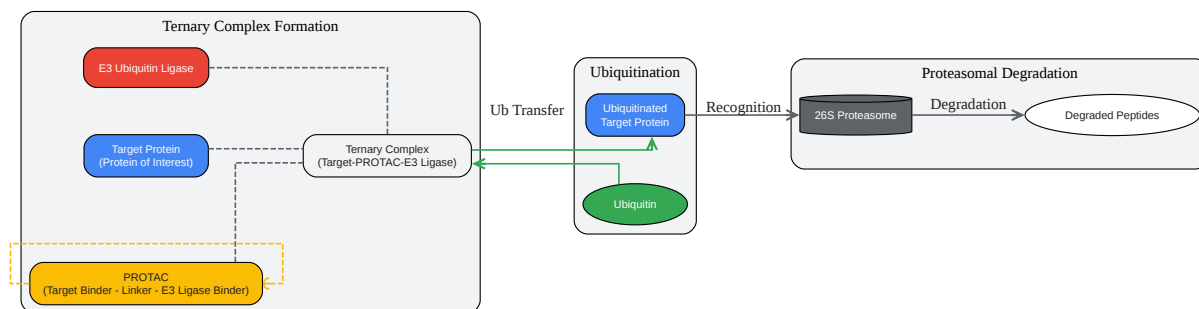 Ternary Complex Formation
E3 Ubiquitin Ligase
Target Protein
(Protein of Interest)
Ternary Complex
(Target-PROTAC-E3 Ligase)
PROTAC
(Target Binder - Linker - E3 Ligase Binder)
Ub Transfer
Ubiquitination
Ubiquitinated
Target Protein
Ubiquitin
Recognition
Proteasomal Degradation
26S Proteasome
Degradation
Degraded Peptides